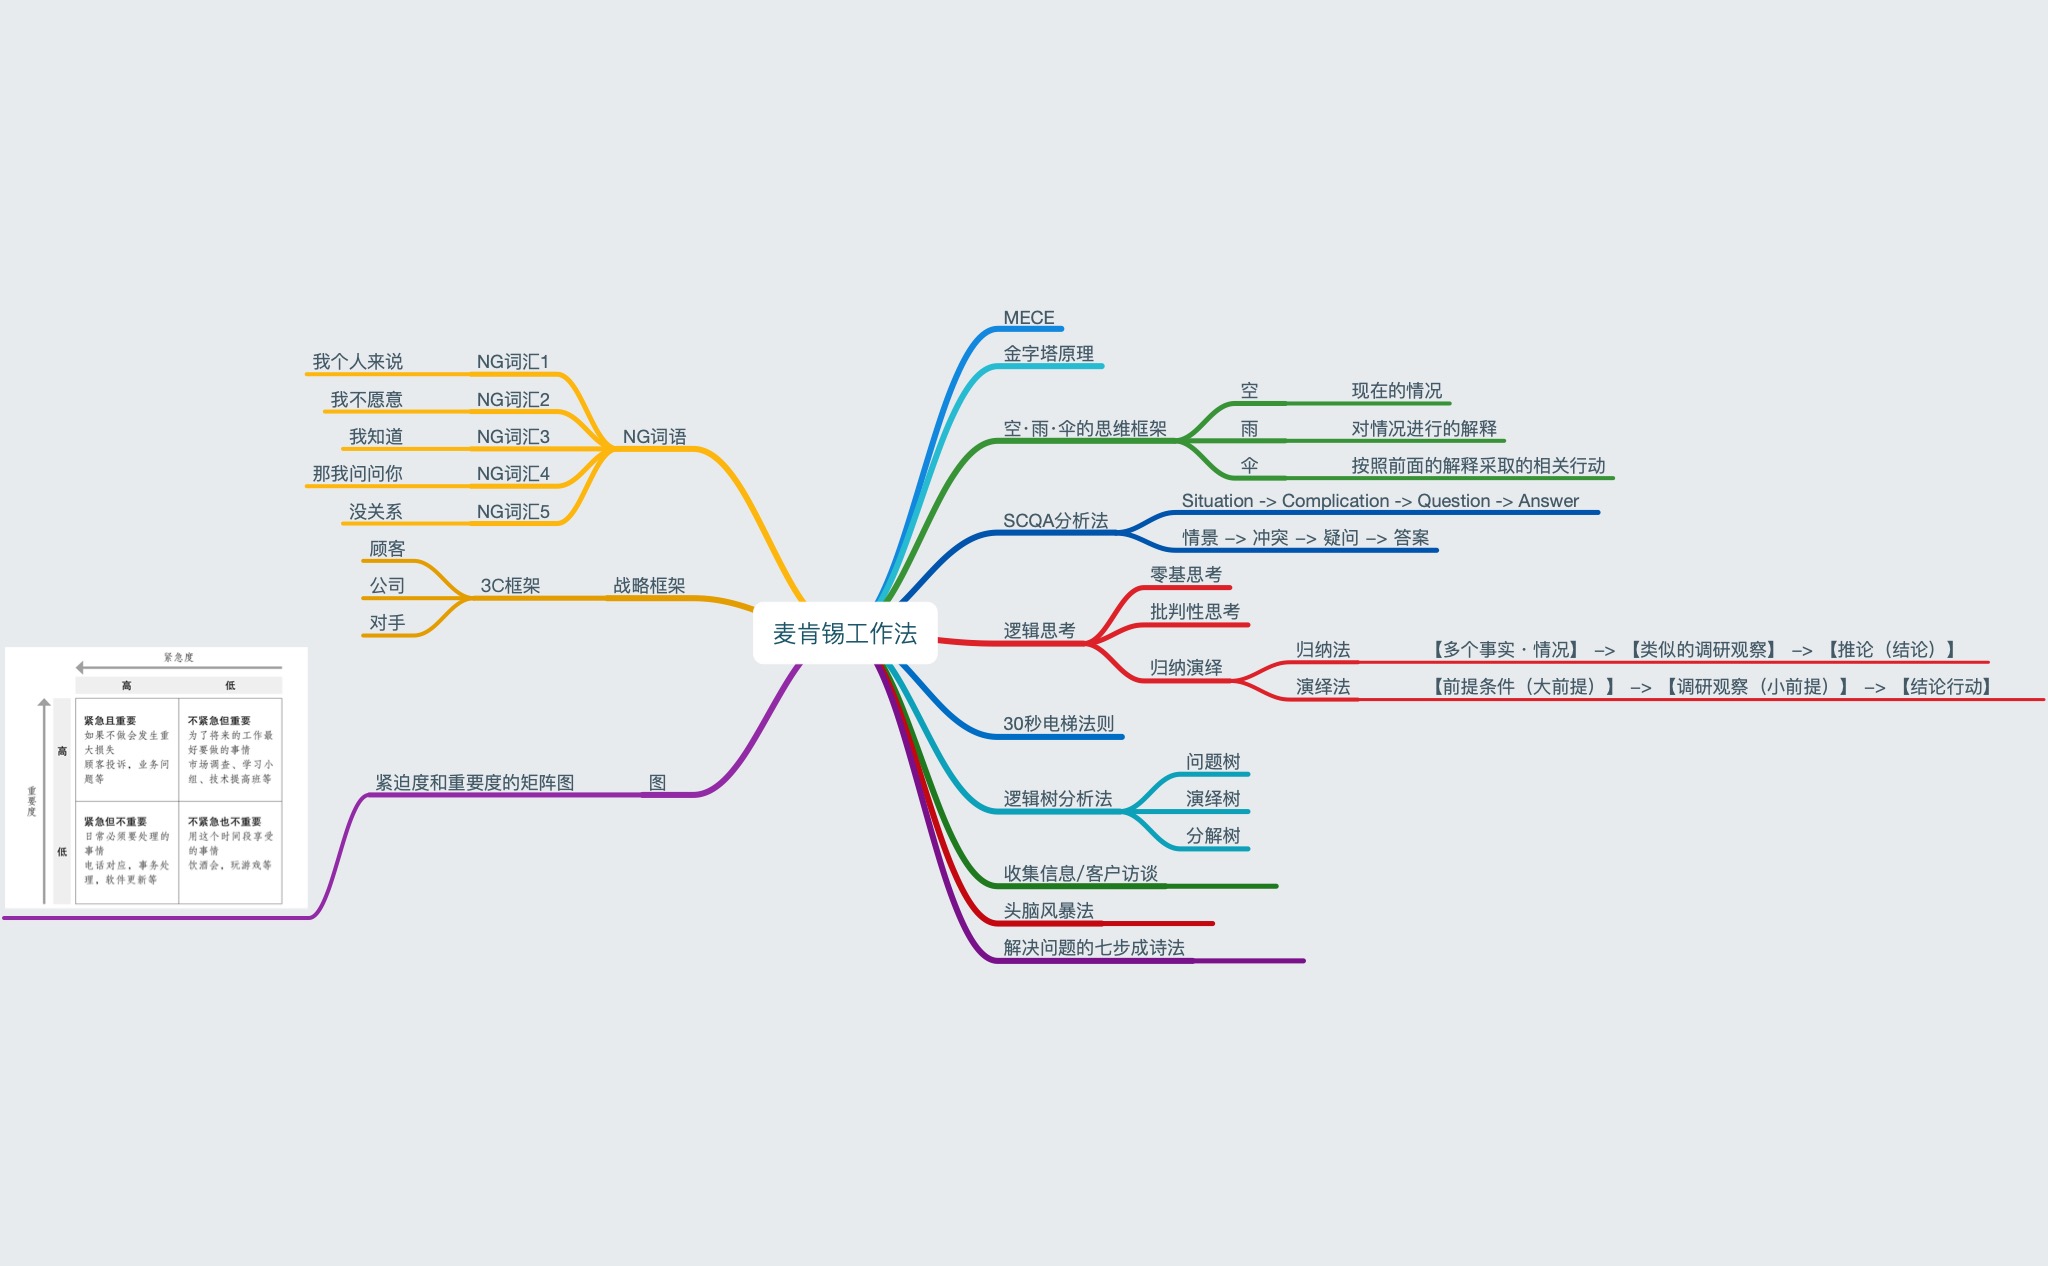 麦肯锡工作法
MECE
金字塔原理
空·雨·伞的思维框架
空
现在的情况
雨
对情况进行的解释
伞
按照前面的解释采取的相关行动
SCQA分析法
Situation -> Complication -> Question -> Answer
情景 -> 冲突 -> 疑问 -> 答案
逻辑思考
零基思考
批判性思考
归纳演绎
归纳法
【多个事实 · 情况】 -> 【类似的调研观察】 -> 【推论（结论）】
演绎法
【前提条件（大前提）】 -> 【调研观察（小前提）】 -> 【结论行动】
30秒电梯法则
逻辑树分析法
问题树
演绎树
分解树
收集信息/客户访谈
头脑风暴法
解决问题的七步成诗法
NG词语
NG词汇1
我个人来说
NG词汇2
我不愿意
NG词汇3
我知道
NG词汇4
那我问问你
NG词汇5
没关系
战略框架
3C框架
顾客
公司
对手
图
紧迫度和重要度的矩阵图
紧急度
高
低
重要度
高
紧急且重要
如果不做会发生重
大损失
顾客投诉，业务问
题等
不紧急但重要
为了将来的工作最
好要做的事情
市场调查、学习小
组、技术提高班等
低
紧急但不重要
日常必须要处理的
事情
电话对应，事务处
理，软件更新等
不紧急也不重要
用这个时间段享受
的事情
饮酒会，玩游戏等